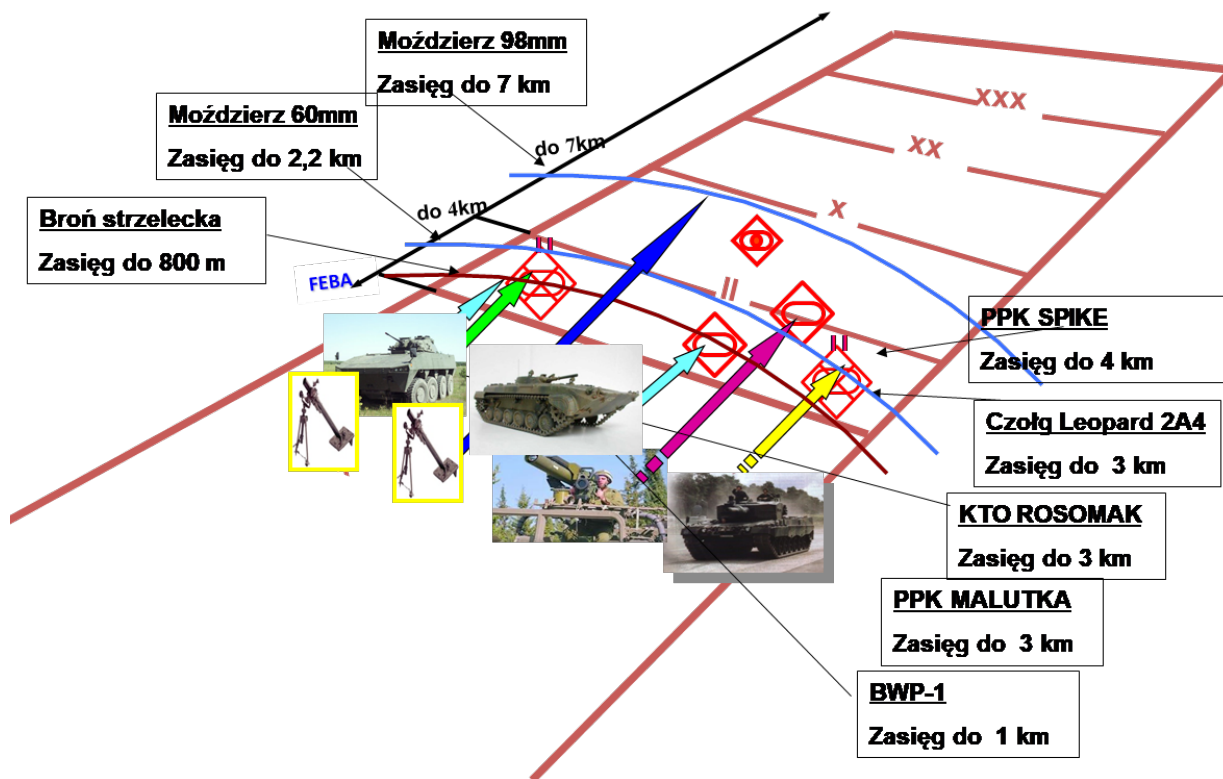 Moździerz 98mm
Zasięg do 7 km
Moździerz 60mm
Zasięg do 2,2 km
Broń strzelecka
Zasięg do 800 m
do 7km
do 4km
FEBA
XXX
XX
X
II
II
II
PPK SPIKE
Zasięg do 4 km
Czołg Leopard 2A4
Zasięg do 3 km
KTO ROSOMAK
Zasięg do 3 km
PPK MALUTKA
Zasięg do 3 km
BWP-1
Zasięg do 1 km